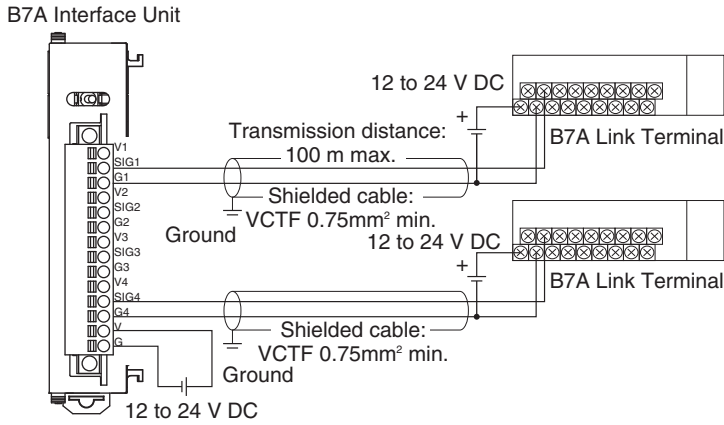 B7A Interface Unit
12 to 24 V DC
+
Transmission distance:
100 m max.
B7A Link Terminal
V1
SIG1
G1
V2
SIG2
G2
V3
SIG3
G3
V4
SIG4
G4
V
G
Shielded cable:
VCTF 0.75mm² min.
Ground
12 to 24 V DC
+
B7A Link Terminal
Shielded cable:
VCTF 0.75mm² min.
Ground
12 to 24 V DC